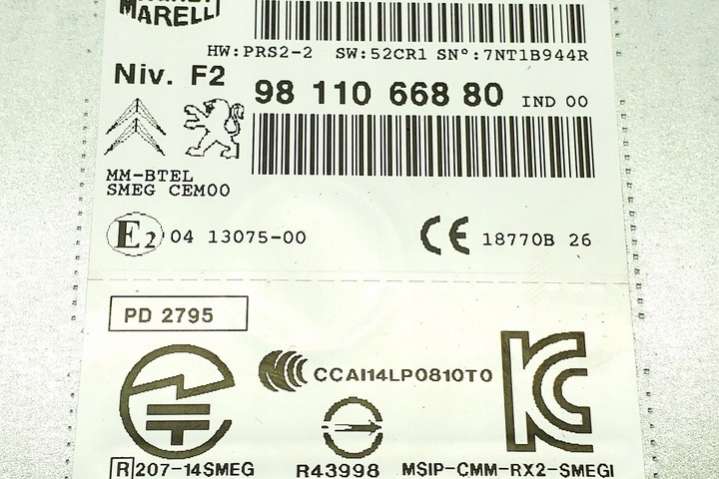 MARELLI
HW:PRS2-2 SW:52CR1 SN°:7NT1B944R
Niv. F2
98 110 668 80 IND 00
MM-BTEL
SMEG CEM00
E2 04 13075-00 CE 18770B 26
PD 2795
CCAI14LP0810T0
R 207-14SMEG R43998 MSIP-CMM-RX2-SMEGI